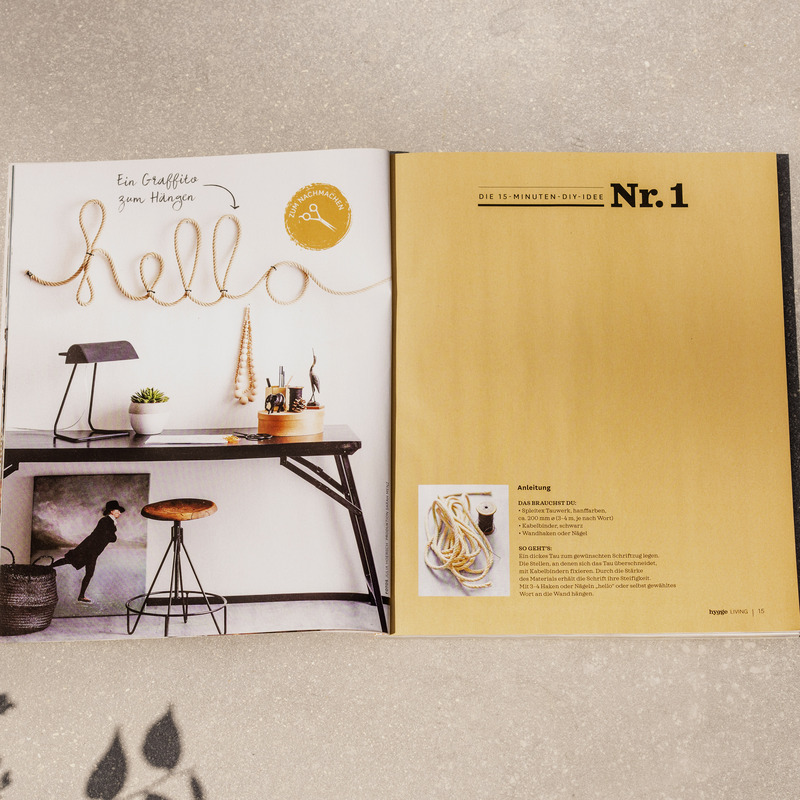 Ein Graffito
zum Hängen
ZUM NACHMACHEN
hello
DIE 15-MINUTEN-DIY-IDEE Nr. 1
Anleitung
DAS BRAUCHST DU:
• Spleites Tauwerk, hanffarben,
ca. 200 mm ø (3-4 m, je nach Wort)
• Kabelbinder, schwarz
• Wandhaken oder Nägel
SO GEHT'S:
Ein dickes Tau zum gewünschten Schriftzug legen.
Die Stellen, an denen sich das Tau überschneidet,
mit Kabelbindern fixieren. Durch die Stärke
des Materials erhält die Schrift ihre Steifigkeit.
Mit 3-4 Haken oder Nägeln „hello" oder selbst gewähltes
Wort an die Wand hängen.
hygge LIVING | 15